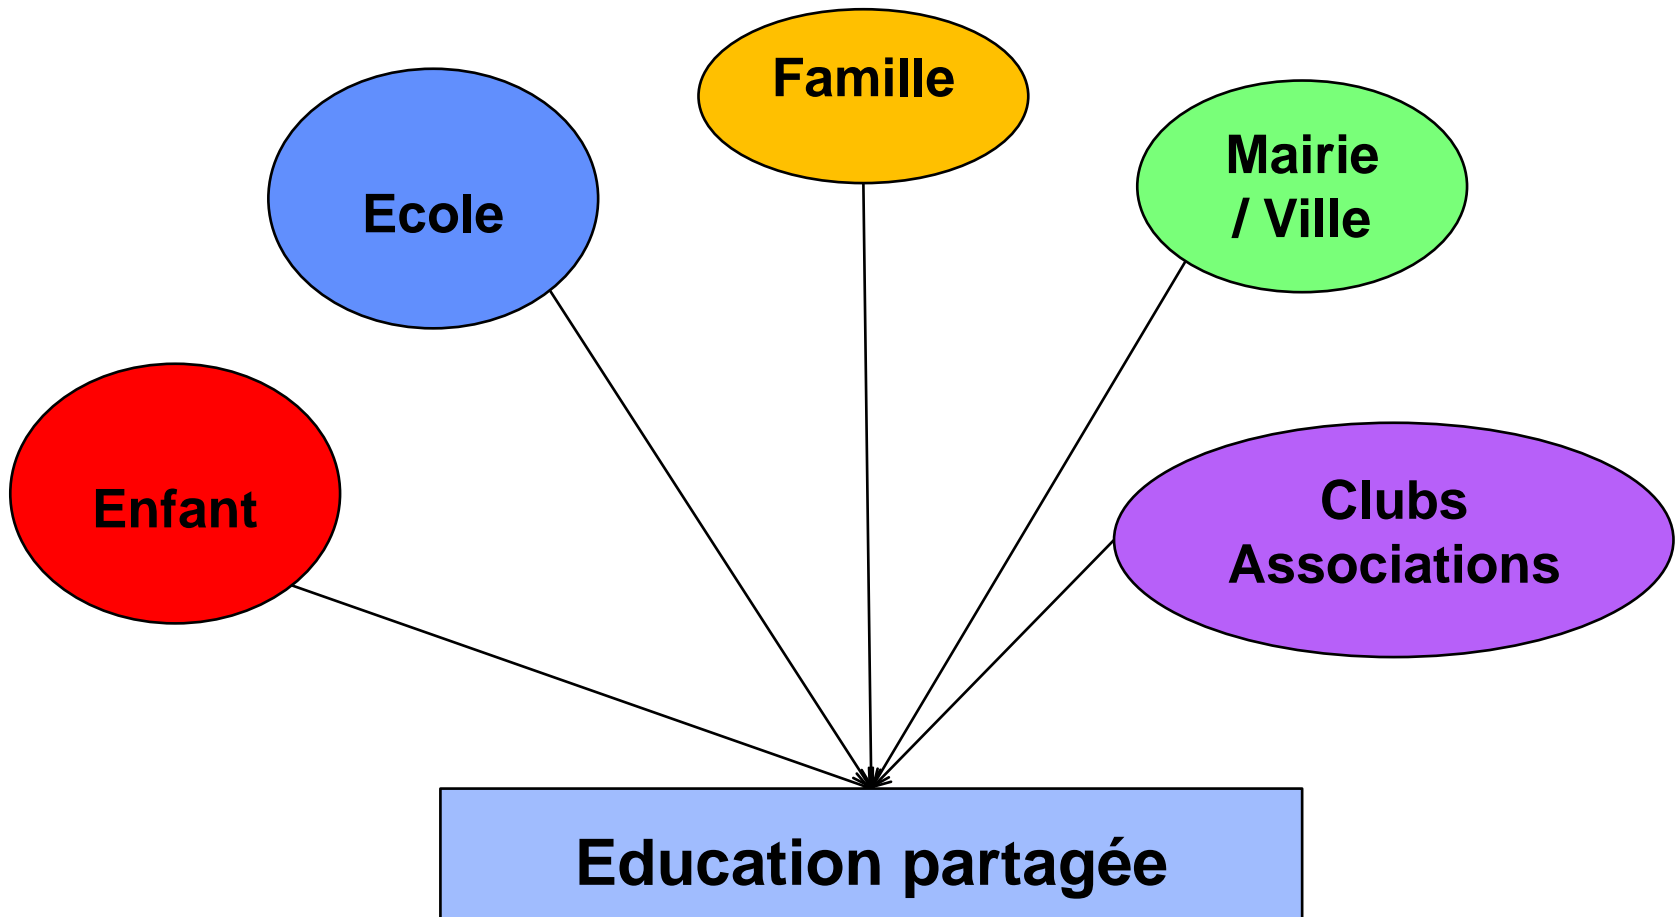 Famille
Ecole
Mairie
/ Ville
Enfant
Clubs
Associations
Education partagée